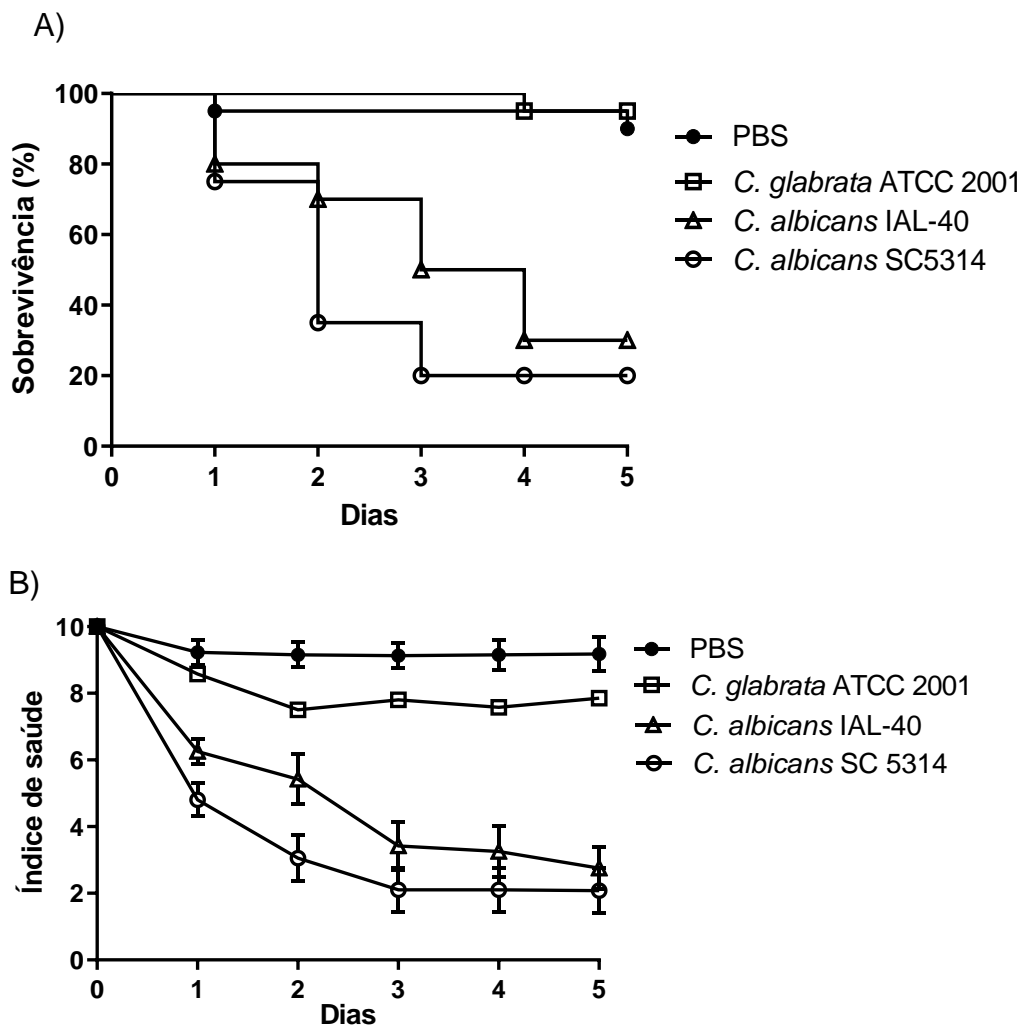 A)
Sobrevivência (%)
100
80
60
40
20
0
0 1 2 3 4 5
Dias
PBS
C. glabrata ATCC 2001
C. albicans IAL-40
C. albicans SC5314
B)
Índice de saúde
10
8
6
4
2
0
0 1 2 3 4 5
Dias
PBS
C. glabrata ATCC 2001
C. albicans IAL-40
C. albicans SC 5314